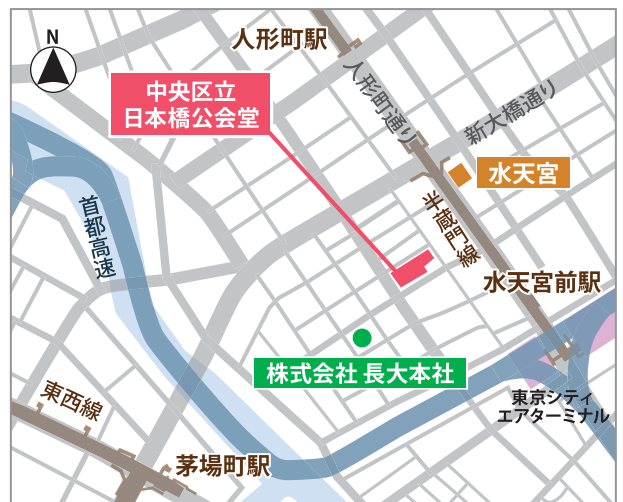 N
人形町駅
中央区立
日本橋公会堂
人形町通り
新大橋通り
水天宮
首都高速
半蔵門線
水天宮前駅
株式会社 長大本社
東西線
東京シティ
エアターミナル
茅場町駅